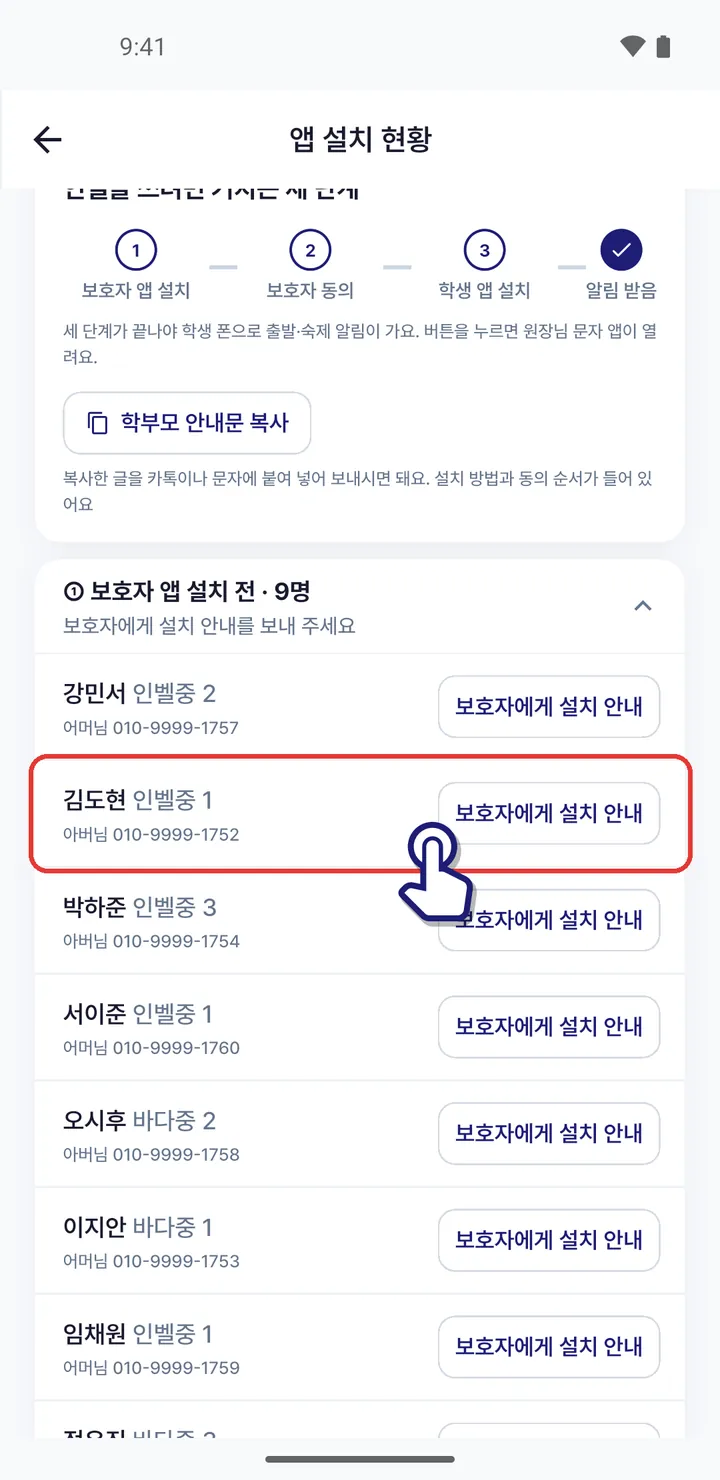 9:41
앱 설치 현황
1
2
3
보호자 앱 설치
보호자 동의
학생 앱 설치
알림 받음
세 단계가 끝나야 학생 폰으로 출발·숙제 알림이 가요. 버튼을 누르면 원장님 문자 앱이 열
려요.
학부모 안내문 복사
복사한 글을 카톡이나 문자에 붙여 넣어 보내시면 돼요. 설치 방법과 동의 순서가 들어 있
어요
① 보호자 앱 설치 전 · 9명
보호자에게 설치 안내를 보내 주세요
강민서 인벨중 2
어머님 010-9999-1757
보호자에게 설치 안내
김도현 인벨중 1
아버님 010-9999-1752
보호자에게 설치 안내
박하준 인벨중 3
아버님 010-9999-1754
보호자에게 설치 안내
서이준 인벨중 1
어머님 010-9999-1760
보호자에게 설치 안내
오시후 바다중 2
아버님 010-9999-1758
보호자에게 설치 안내
이지안 바다중 1
어머님 010-9999-1753
보호자에게 설치 안내
임채원 인벨중 1
어머님 010-9999-1759
보호자에게 설치 안내